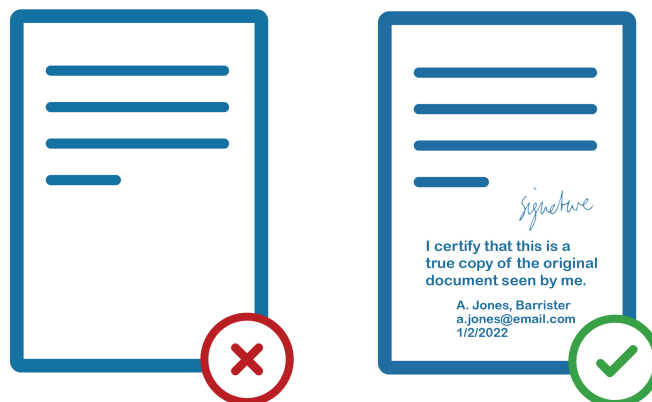 signature
I certify that this is a
true copy of the original
document seen by me.
A. Jones, Barrister
a.jones@email.com
1/2/2022